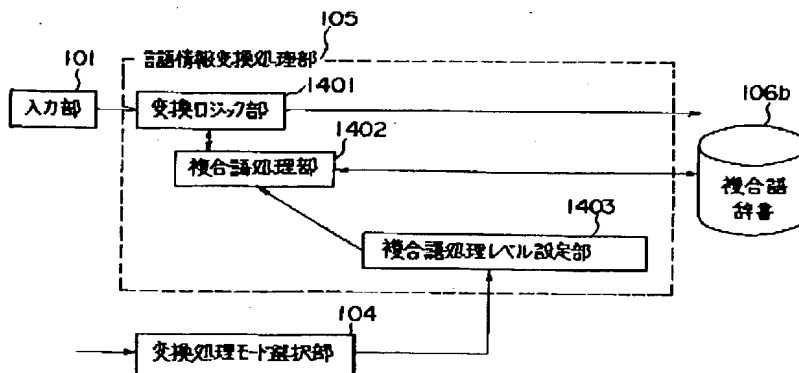 105
言語情報変換処理部
101
入力部
1401
変換ロジック部
1402
複合語処理部
106b
複合語
辞書
1403
複合語処理レベル設定部
104
変換処理モード選択部